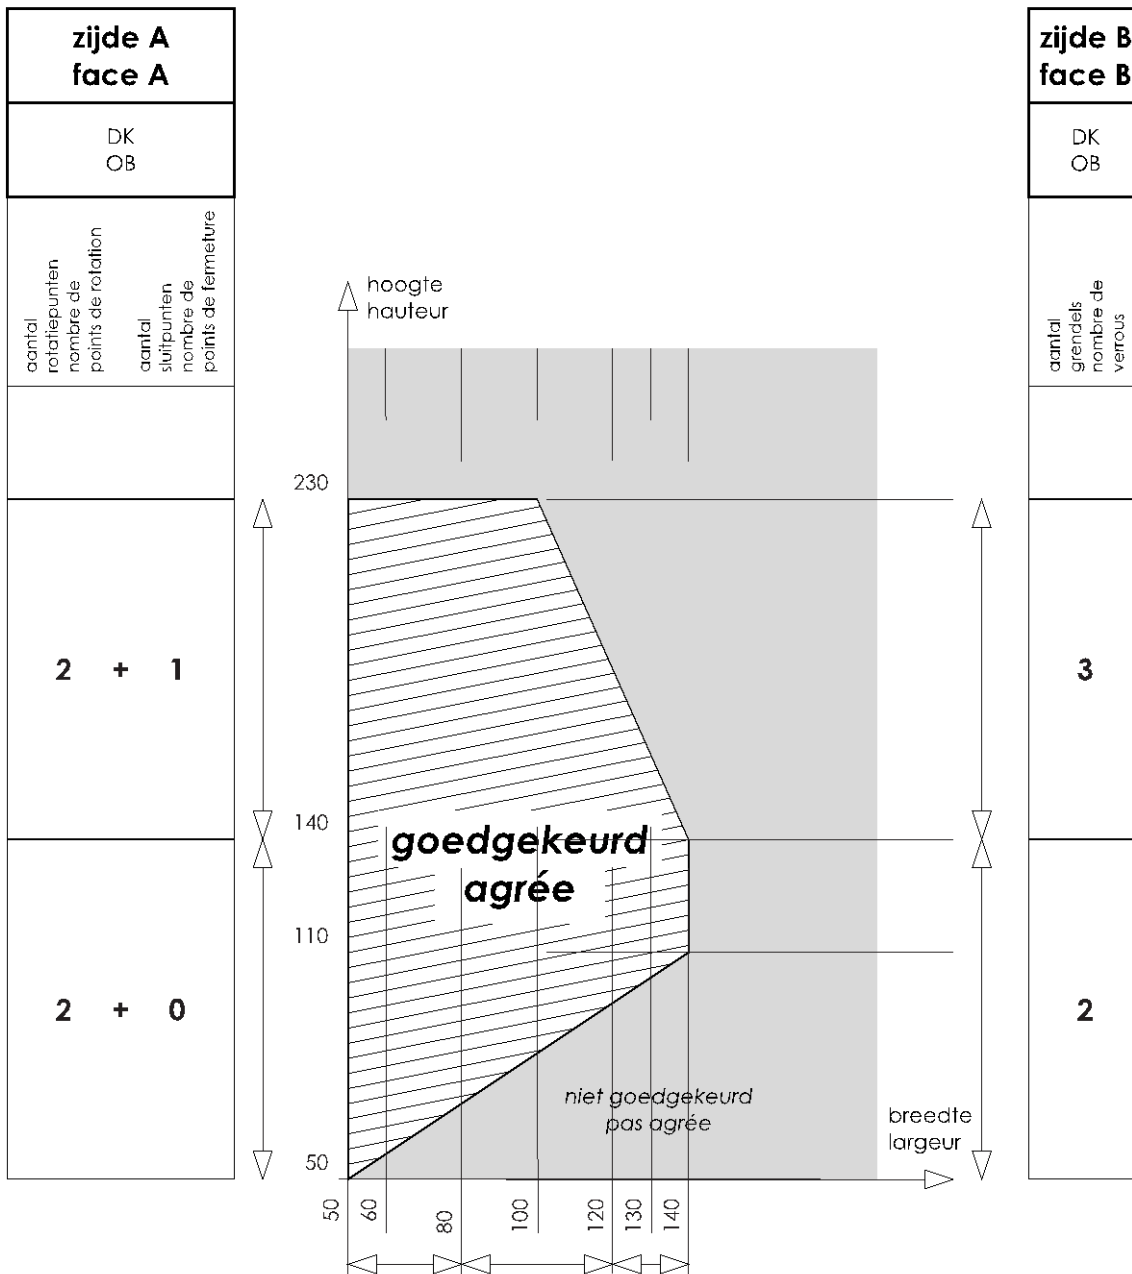 zijde A
face A
DK
OB
aantal
rotatiepunten
nombre de
points de rotation
aantal
sluitpunten
nombre de
points de fermeture
zijde B
face B
DK
OB
aantal
grendels
nombre de
verrous
hoogte
hauteur
230
2 + 1
3
140
goedgekeurd
agrée
110
2 + 0
2
niet goedgekeurd
pas agrée
breedte
largeur
50
50
60
80
100
120
130
140